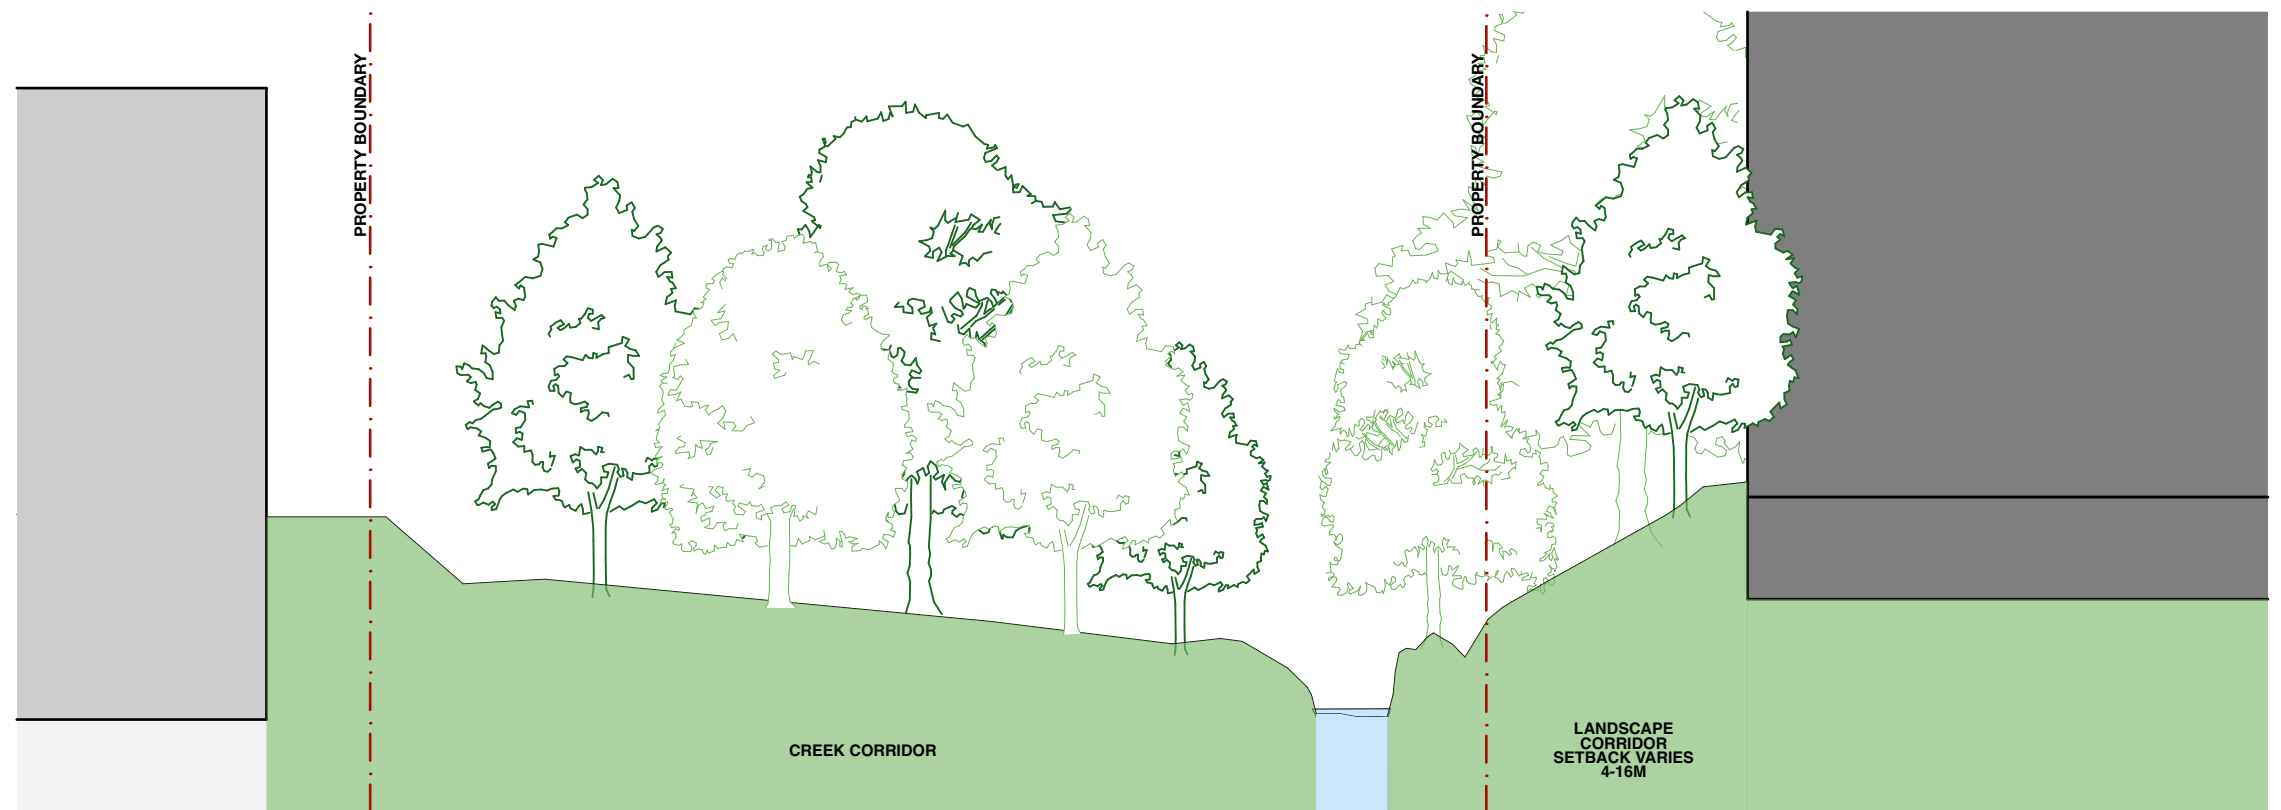 PROPERTY BOUNDARY
PROPERTY BOUNDARY
CREEK CORRIDOR
LANDSCAPE
CORRIDOR
SETBACK VARIES
4-16M